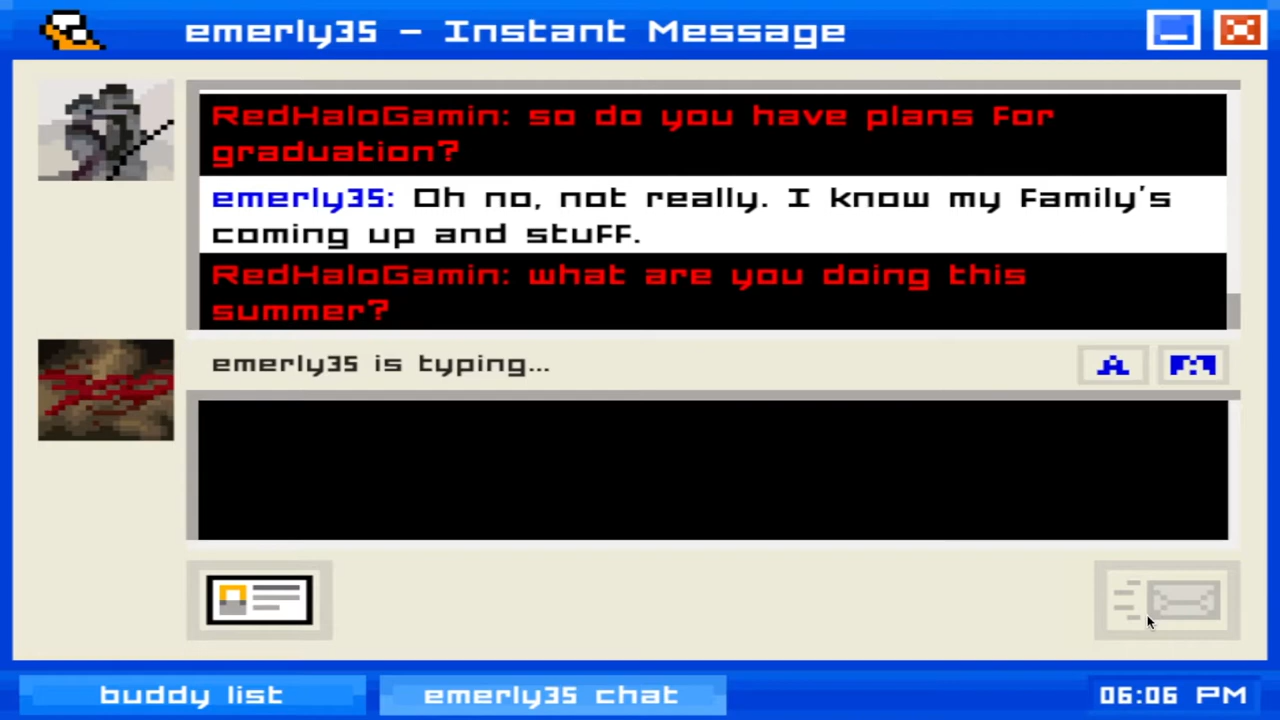 emerly35 - Instant Message
RedHaloGamin: so do you have plans for
graduation?
emerly35: Oh no, not really. I know my family's
coming up and stuff.
RedHaloGamin: what are you doing this
summer?
emerly35 is typing...
A
buddy list
emerly35 chat
06:06 PM